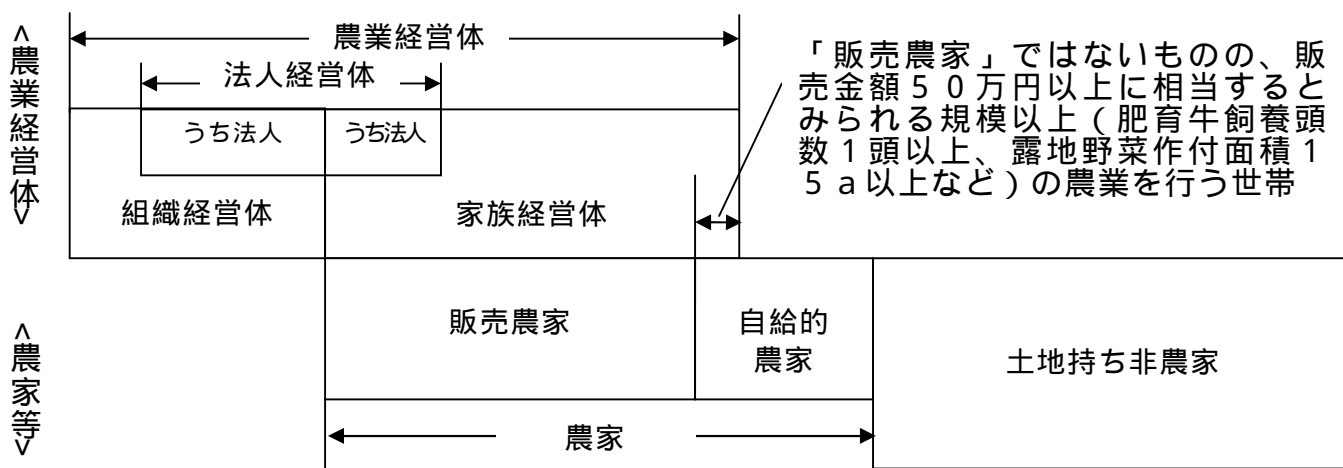 <農業経営体>
農業経営体
法人経営体
うち法人
うち法人
組織経営体
家族経営体
「販売農家」ではないものの、販
売金額５０万円以上に相当すると
みられる規模以上（肥育牛飼養頭
数１頭以上、露地野菜作付面積１
５ａ以上など）の農業を行う世帯
<農家等>
販売農家
自給的
農家
土地持ち非農家
農家